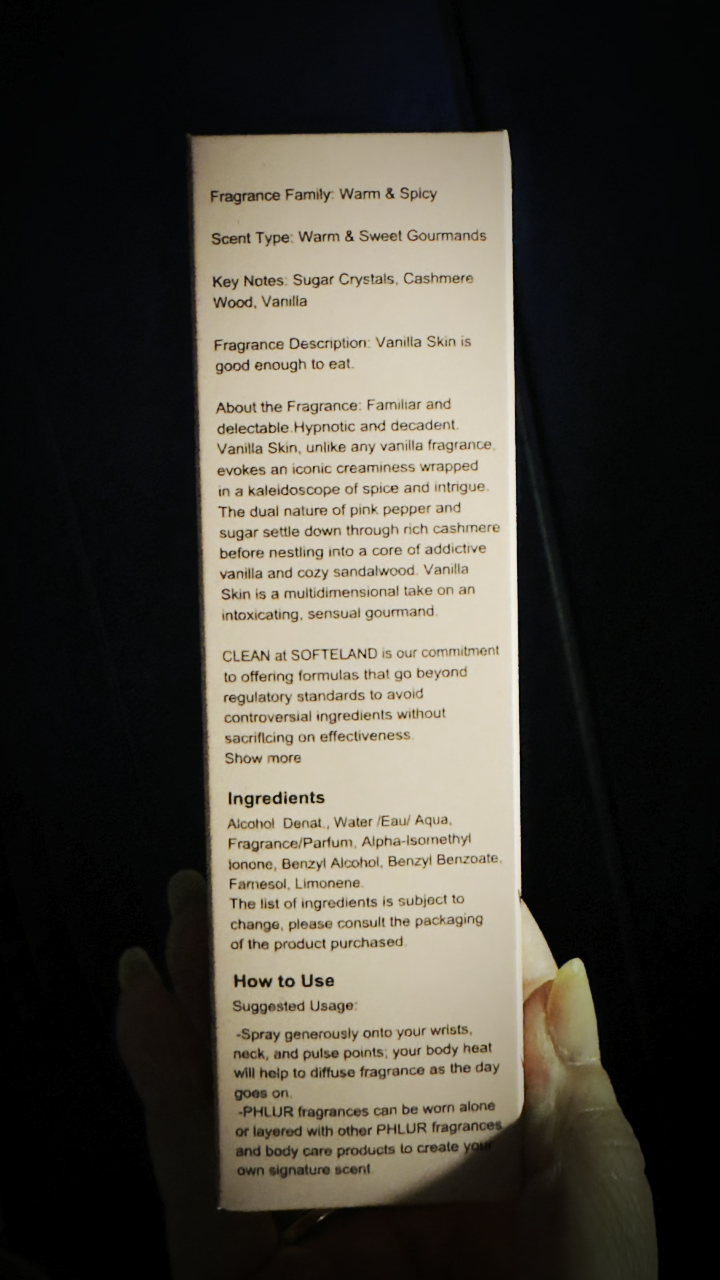 Fragrance Family: Warm & Spicy
Scent Type: Warm & Sweet Gourmands
Key Notes: Sugar Crystals, Cashmere
Wood, Vanilla
Fragrance Description: Vanilla Skin is
good enough to eat.
About the Fragrance: Familiar and
delectable.Hypnotic and decadent.
Vanilla Skin, unlike any vanilla fragrance,
evokes an iconic creaminess wrapped
in a kaleidoscope of spice and intrigue.
The dual nature of pink pepper and
sugar settle down through rich cashmere
before nestling into a core of addictive
vanilla and cozy sandalwood. Vanilla
Skin is a multidimensional take on an
intoxicating, sensual gourmand.
CLEAN at SOFTELAND is our commitment
to offering formulas that go beyond
regulatory standards to avoid
controversial ingredients without
sacrificing on effectiveness.
Show more
Ingredients
Alcohol Denat., Water /Eau/ Aqua,
Fragrance/Parfum, Alpha-Isomethyl
Ionone, Benzyl Alcohol, Benzyl Benzoate,
Farnesol, Limonene.
The list of ingredients is subject to
change, please consult the packaging
of the product purchased.
How to Use
Suggested Usage:
-Spray generously onto your wrists,
neck, and pulse points; your body heat
will help to diffuse fragrance as the day
goes on.
-PHLUR fragrances can be worn alone
or layered with other PHLUR fragrances
and body care products to create your
own signature scent.